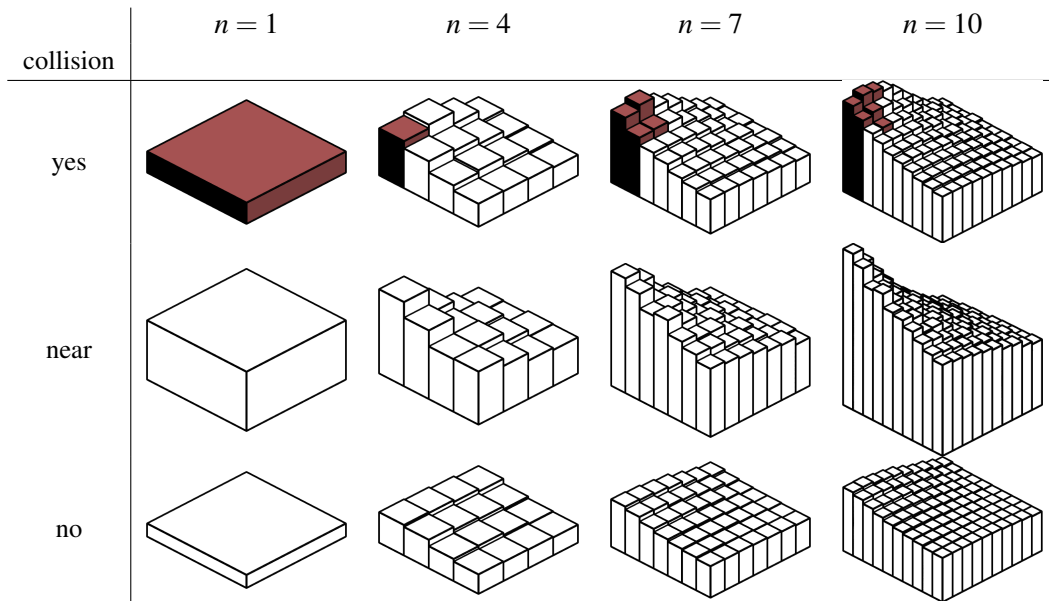 n = 1 n = 4 n = 7 n = 10
collision
yes
near
no